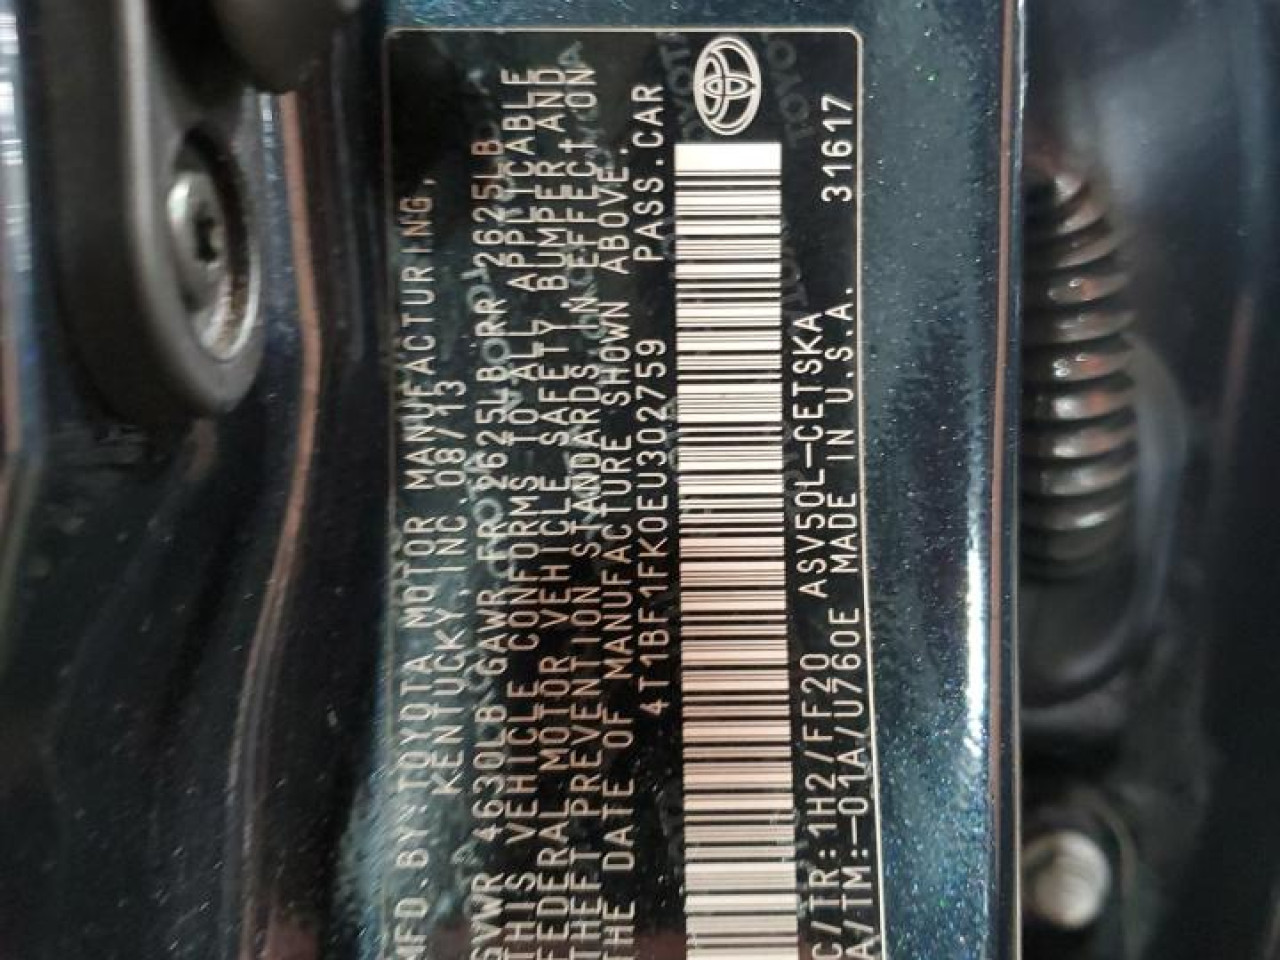 MFD.BY:TOYOTA MOTOR MANUFACTURING,
KENTUCKY,INC.08/13
GVWR 4630LB GAWR FR 2625LB RR 2625LB
THIS VEHICLE CONFORMS TO ALL APPLICABLE
FEDERAL MOTOR VEHICLE SAFETY, BUMPER,AND
THEFT PREVENTION STANDARDS IN EFFECT ON
THE DATE OF MANUFACTURE SHOWN ABOVE.
4T1BF1FK0EU302759 PASS.CAR
C/TR:1H2/FF20 ASV50L-CETSKA
A/TM:-01A/U760E MADE IN U.S.A. 31617